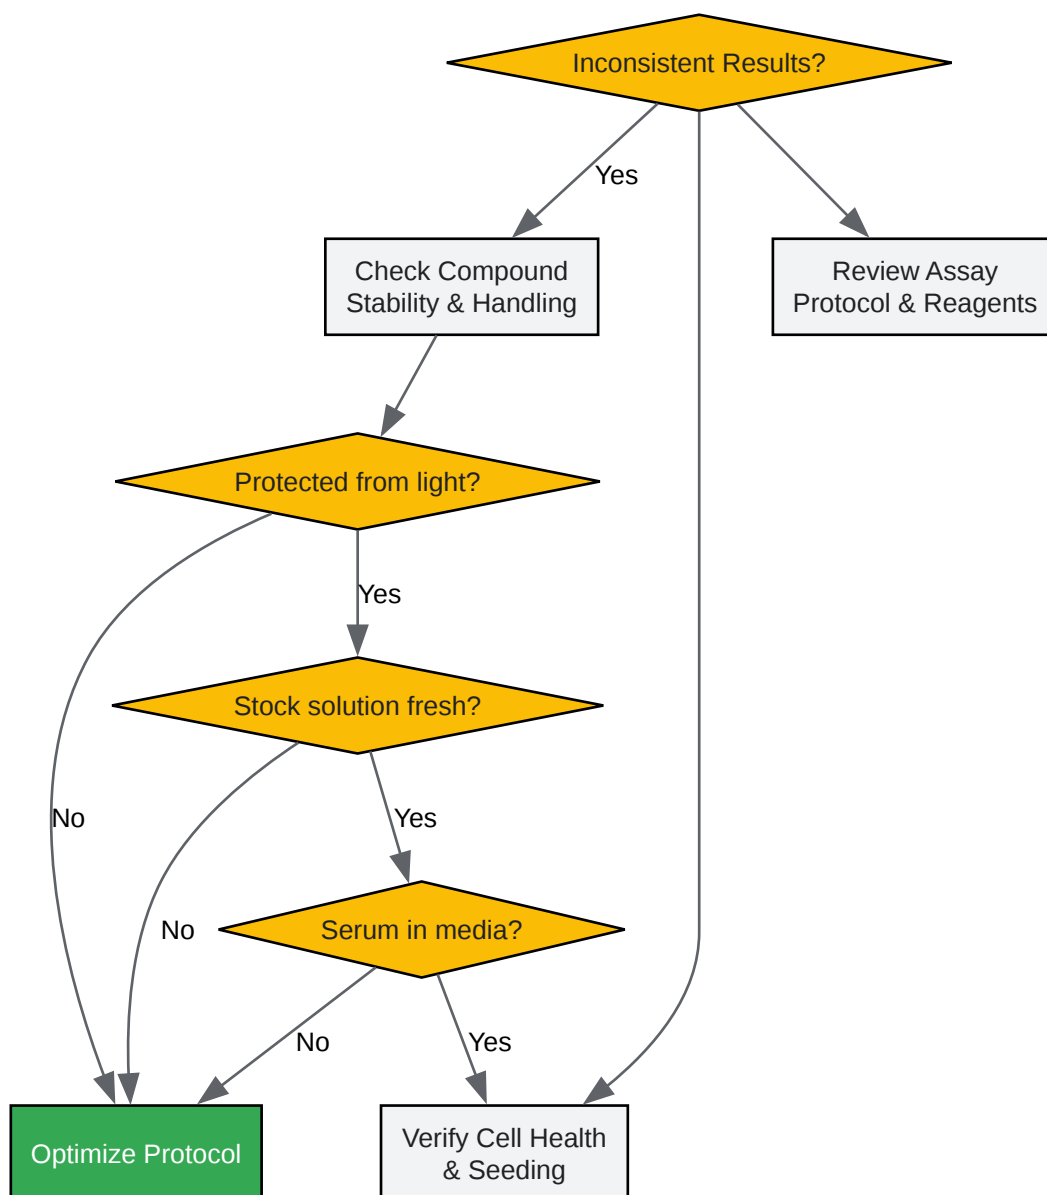 Inconsistent Results?
Yes
Check Compound
Stability & Handling
Review Assay
Protocol & Reagents
Protected from light?
Yes
Stock solution fresh?
No
Yes
No
Serum in media?
No
Yes
Optimize Protocol
Verify Cell Health
& Seeding